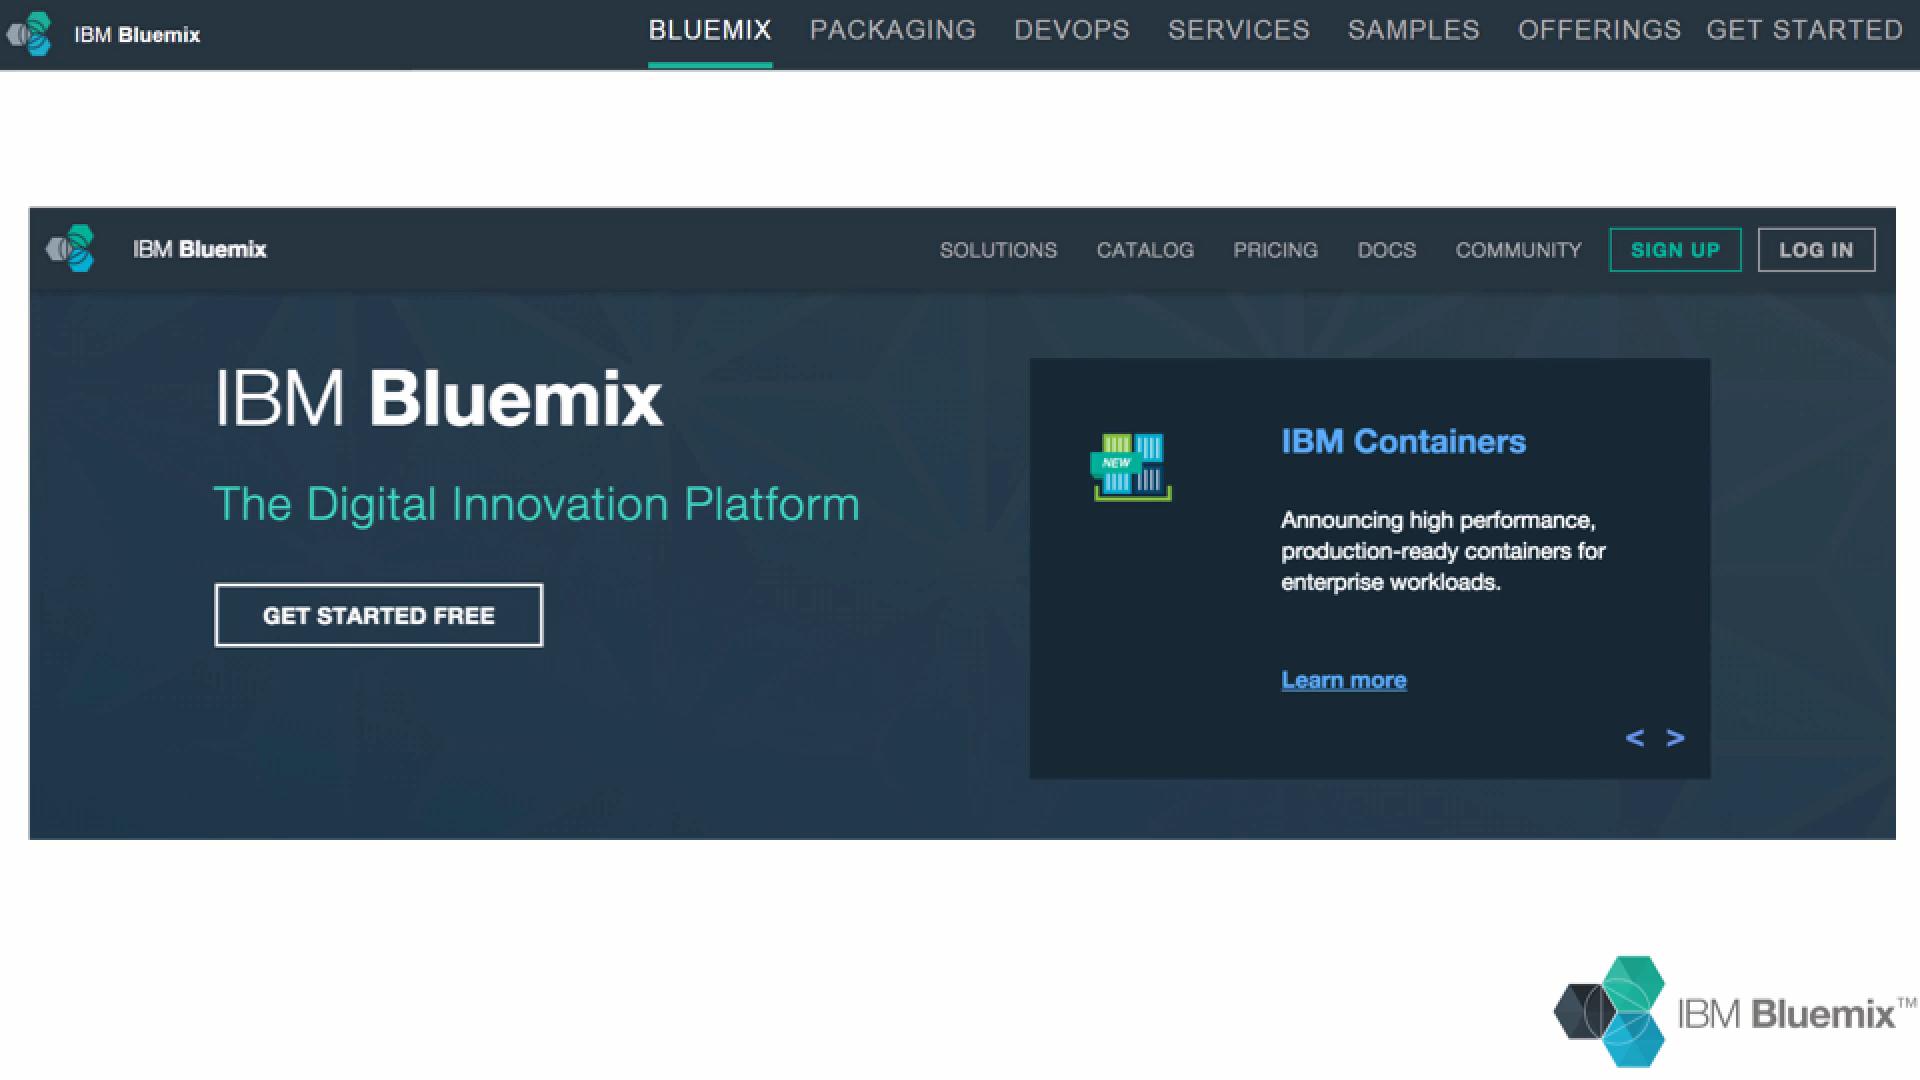 IBM Bluemix
BLUEMIX PACKAGING DEVOPS SERVICES SAMPLES OFFERINGS GET STARTED
IBM Bluemix
SOLUTIONS CATALOG PRICING DOCS COMMUNITY SIGN UP LOG IN
IBM Bluemix
The Digital Innovation Platform
GET STARTED FREE
NEW
IBM Containers
Announcing high performance,
production-ready containers for
enterprise workloads.
Learn more
< >
IBM Bluemix™